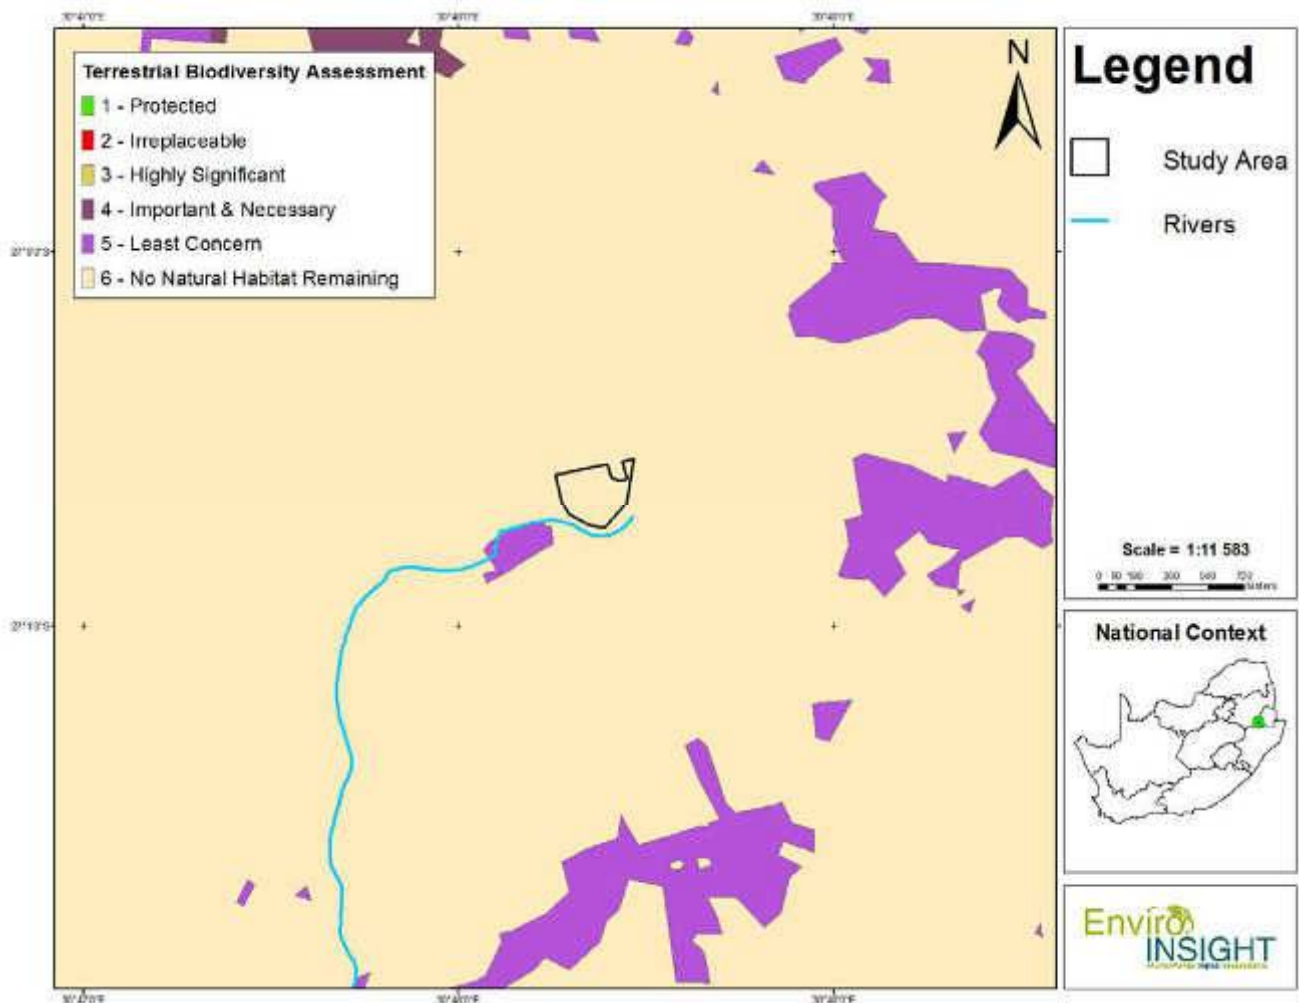 Terrestrial Biodiversity Assessment
1 - Protected
2 - Irreplaceable
3 - Highly Significant
4 - Important & Necessary
5 - Least Concern
6 - No Natural Habitat Remaining
N
Legend
Study Area
Rivers
Scale = 1:11 583
National Context
Enviro
INSIGHT